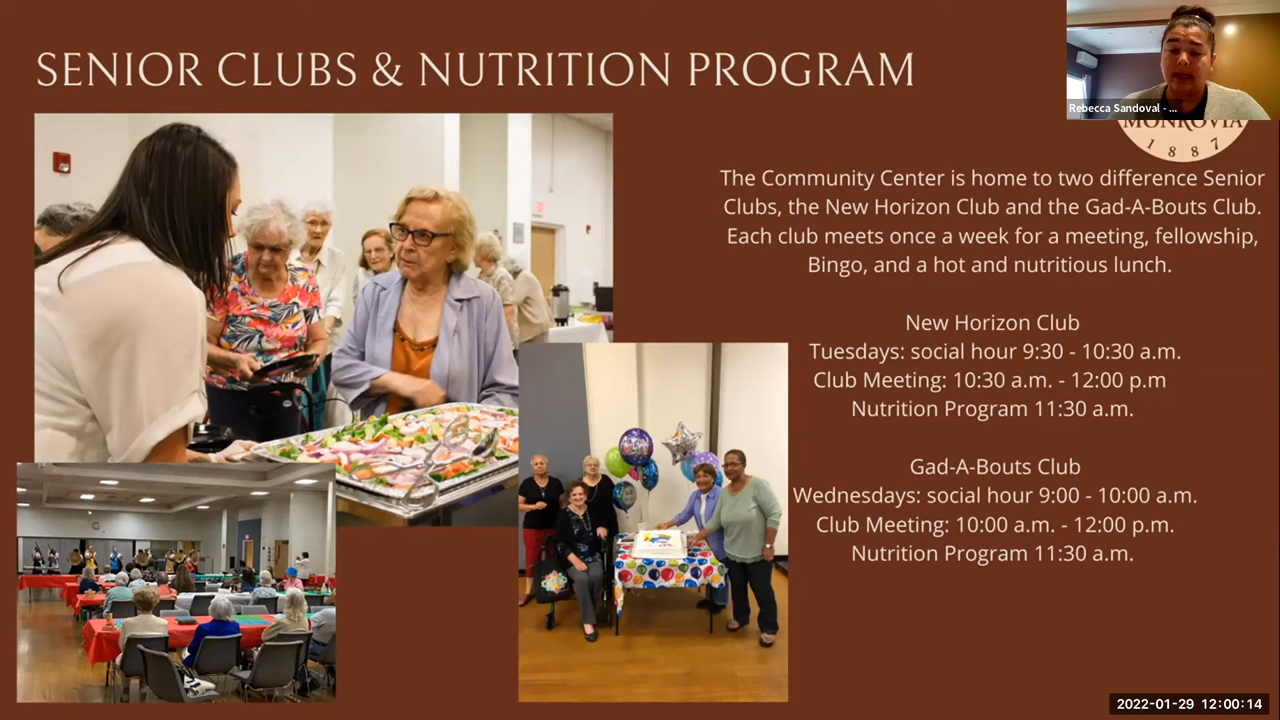 SENIOR CLUBS & NUTRITION PROGRAM
Rebecca Sandoval - ...
MONROVIA
1887
The Community Center is home to two difference Senior
Clubs, the New Horizon Club and the Gad-A-Bouts Club.
Each club meets once a week for a meeting, fellowship,
Bingo, and a hot and nutritious lunch.
New Horizon Club
Tuesdays: social hour 9:30 - 10:30 a.m.
Club Meeting: 10:30 a.m. - 12:00 p.m
Nutrition Program 11:30 a.m.
Gad-A-Bouts Club
Wednesdays: social hour 9:00 - 10:00 a.m.
Club Meeting: 10:00 a.m. - 12:00 p.m.
Nutrition Program 11:30 a.m.
2022-01-29 12:00:14